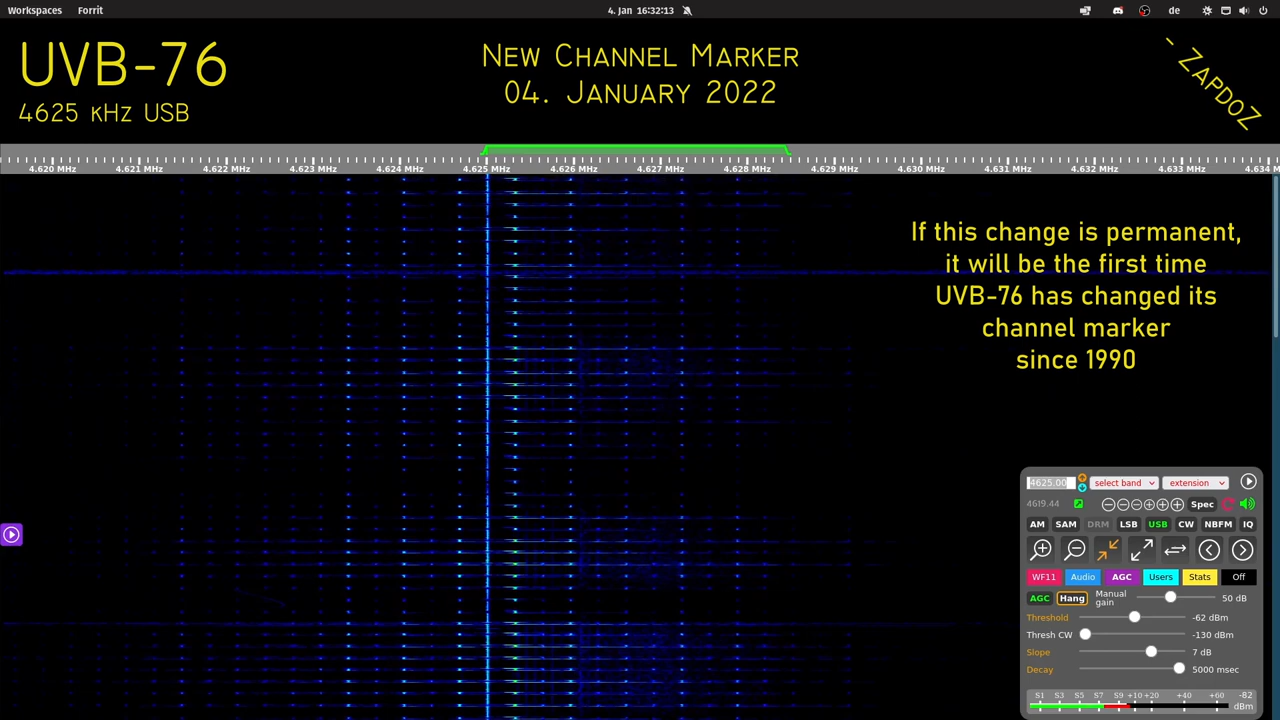 Workspaces Forrit 4. Jan 16:32:13 de
UVB-76
4625 kHz USB
New Channel Marker
04. January 2022
- ZapdoZ
4.620 MHz 4.621 MHz 4.622 MHz 4.623 MHz 4.624 MHz 4.625 MHz 4.626 MHz 4.627 MHz 4.628 MHz 4.629 MHz 4.630 MHz 4.631 MHz 4.632 MHz 4.633 MHz 4.634 M
If this change is permanent,
it will be the first time
UVB-76 has changed its
channel marker
since 1990
4625.00 select band extension
4619.44 Spec
AM SAM DRM LSB USB CW NBFM IQ
WF11 Audio AGC Users Stats Off
AGC Hang Manual gain 50 dB
Threshold -62 dBm
Thresh CW -130 dBm
Slope 7 dB
Decay 5000 msec
S1 S3 S5 S7 S9 +10 +20 +40 +60 -82
dBm